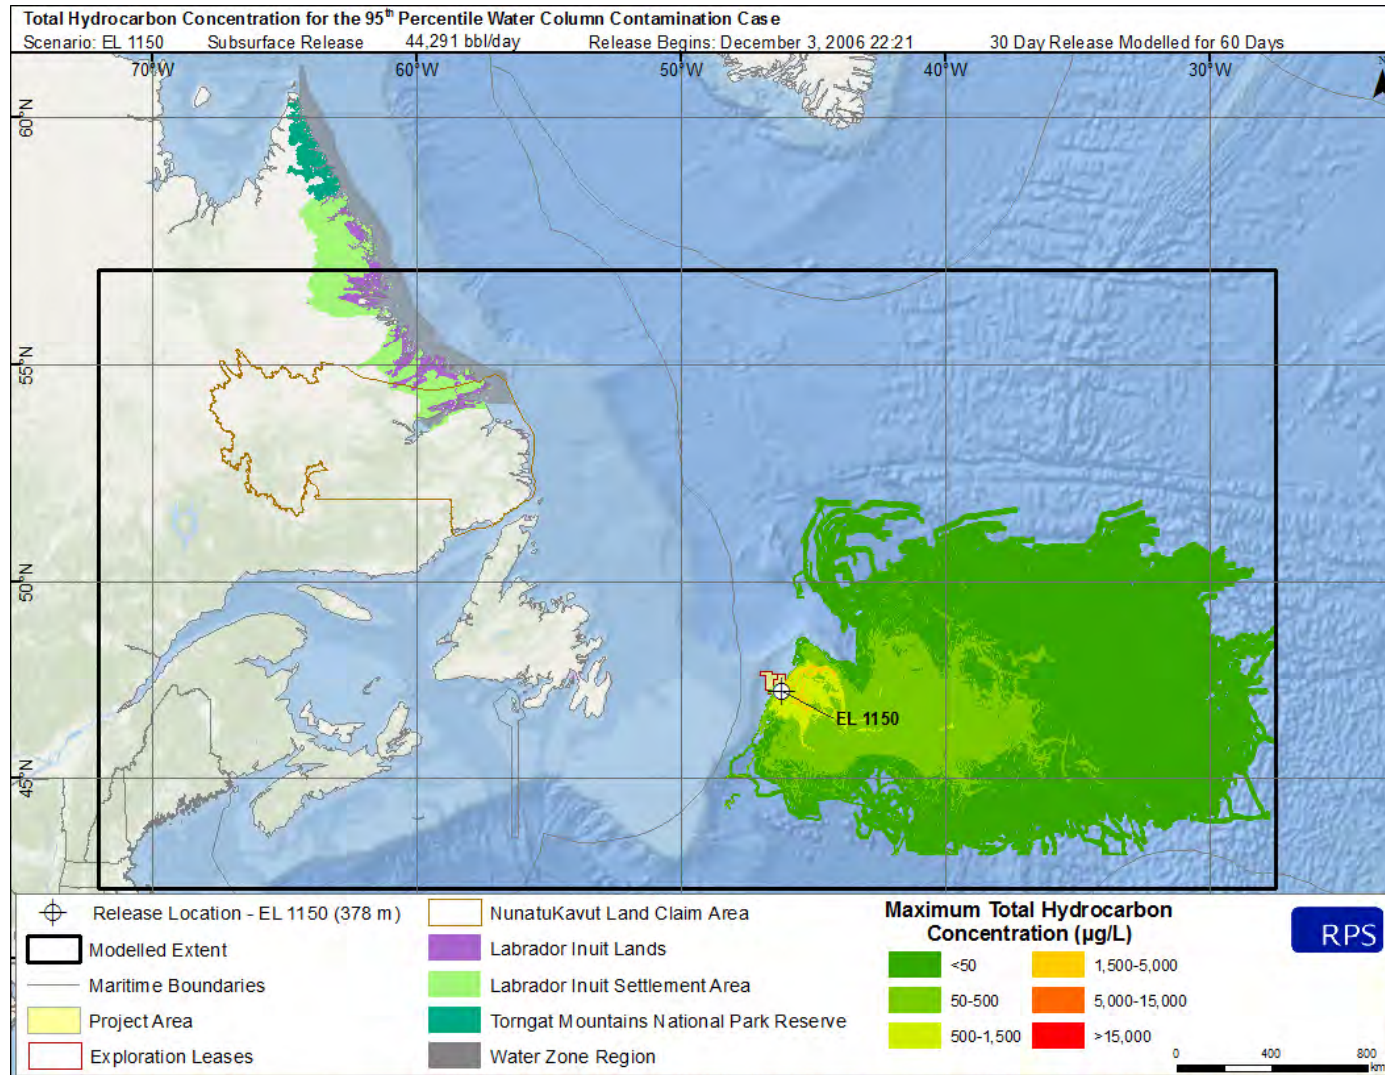 Total Hydrocarbon Concentration for the 95th Percentile Water Column Contamination Case
Scenario: EL 1150 Subsurface Release 44,291 bbl/day Release Begins: December 3, 2006 22:21 30 Day Release Modelled for 60 Days
70°W 60°W 50°W 40°W 30°W
N
60°N
55°N
50°N
45°N
EL 1150
Release Location - EL 1150 (378 m)
Modelled Extent
Maritime Boundaries
Project Area
Exploration Leases
NunatuKavut Land Claim Area
Labrador Inuit Lands
Labrador Inuit Settlement Area
Torngat Mountains National Park Reserve
Water Zone Region
Maximum Total Hydrocarbon
Concentration (µg/L)
<50
50-500
500-1,500
1,500-5,000
5,000-15,000
>15,000
RPS
0 400 800
km